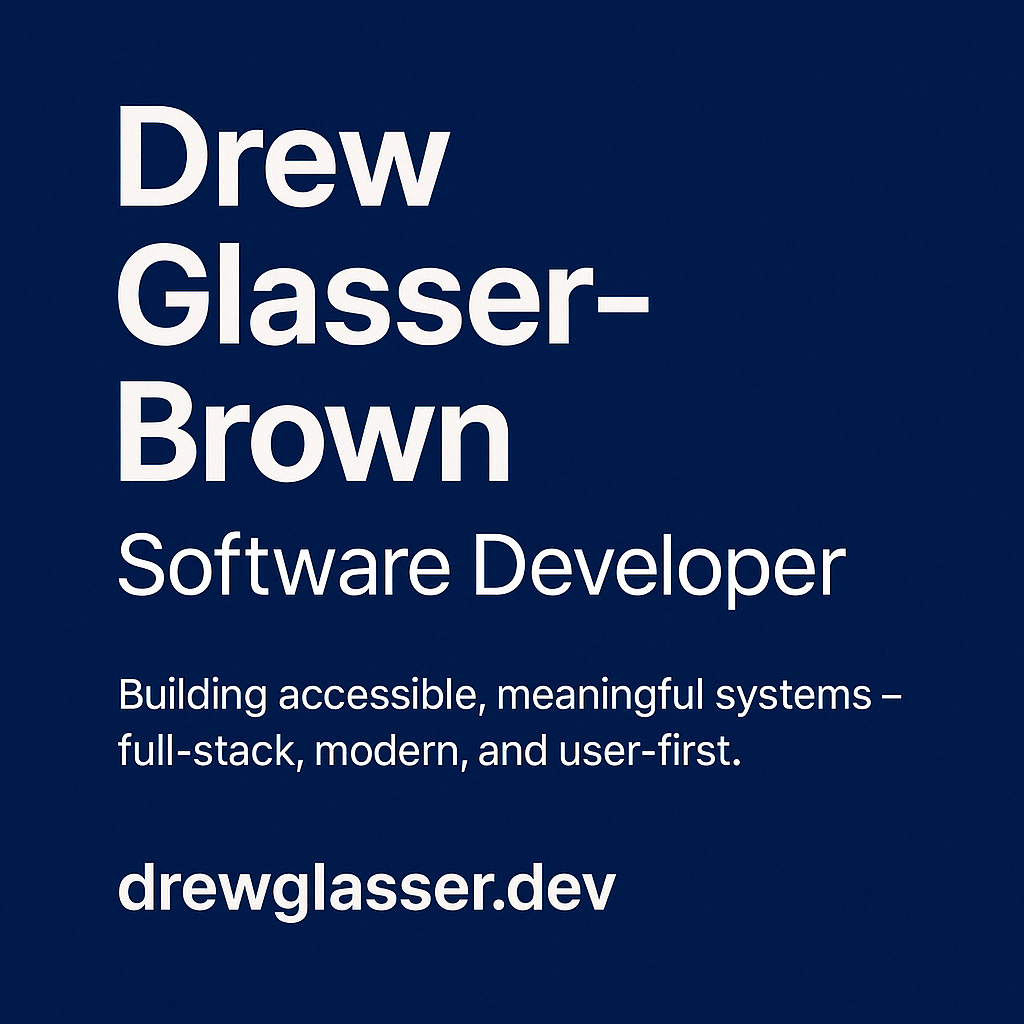 Drew
Glasser-
Brown
Software Developer
Building accessible, meaningful systems –
full-stack, modern, and user-first.
drewglasser.dev